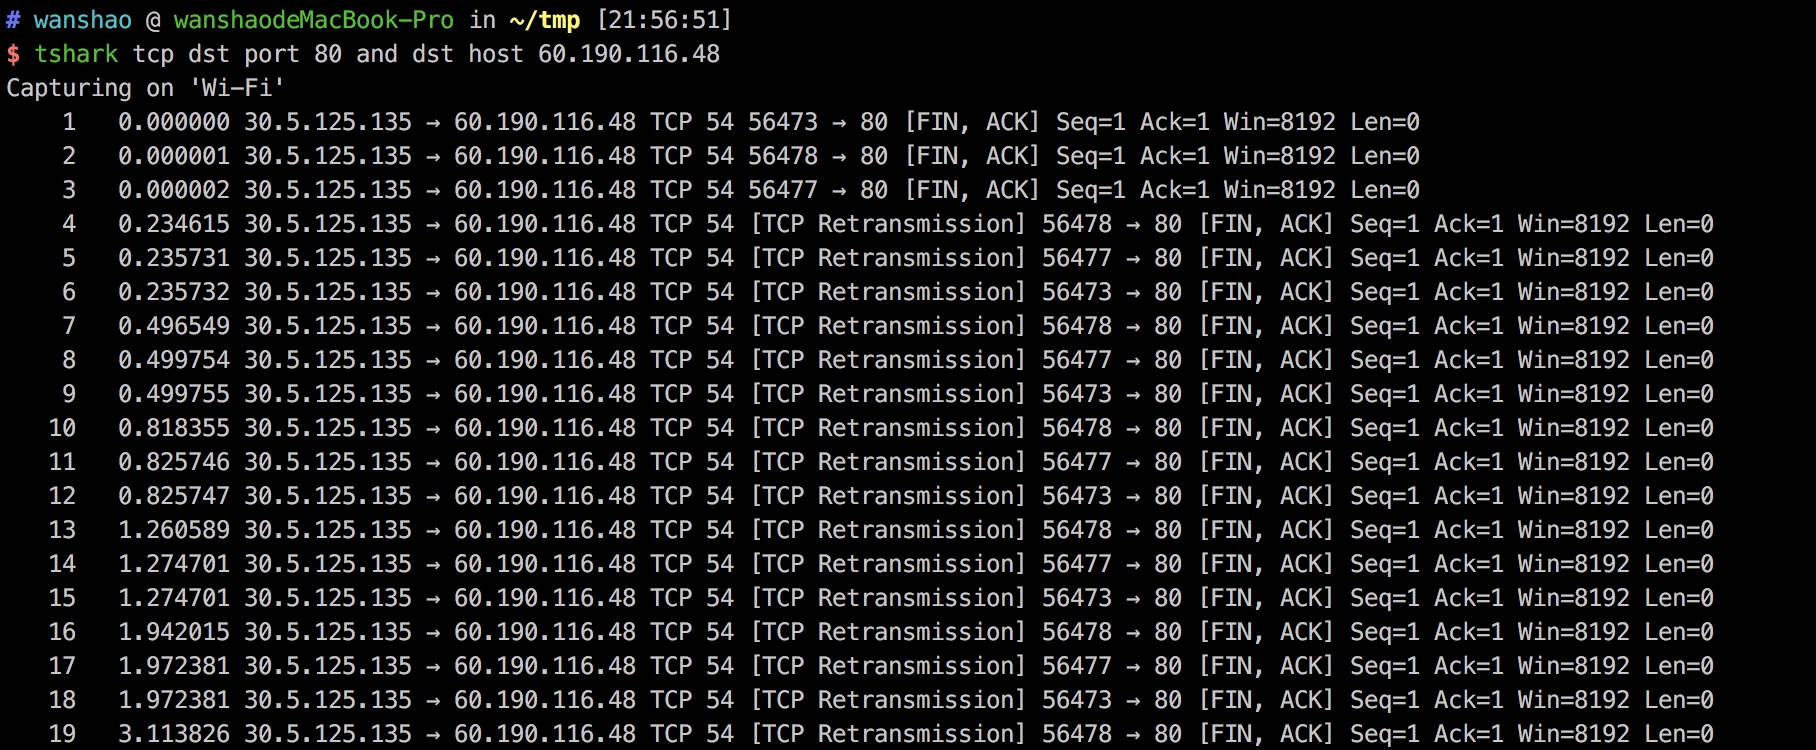 # wanshao @ wanshaodeMacBook-Pro in ~/tmp [21:56:51]
$ tshark tcp dst port 80 and dst host 60.190.116.48
Capturing on 'Wi-Fi'
    1   0.000000 30.5.125.135 → 60.190.116.48 TCP 54 56473 → 80 [FIN, ACK] Seq=1 Ack=1 Win=8192 Len=0
    2   0.000001 30.5.125.135 → 60.190.116.48 TCP 54 56478 → 80 [FIN, ACK] Seq=1 Ack=1 Win=8192 Len=0
    3   0.000002 30.5.125.135 → 60.190.116.48 TCP 54 56477 → 80 [FIN, ACK] Seq=1 Ack=1 Win=8192 Len=0
    4   0.234615 30.5.125.135 → 60.190.116.48 TCP 54 [TCP Retransmission] 56478 → 80 [FIN, ACK] Seq=1 Ack=1 Win=8192 Len=0
    5   0.235731 30.5.125.135 → 60.190.116.48 TCP 54 [TCP Retransmission] 56477 → 80 [FIN, ACK] Seq=1 Ack=1 Win=8192 Len=0
    6   0.235732 30.5.125.135 → 60.190.116.48 TCP 54 [TCP Retransmission] 56473 → 80 [FIN, ACK] Seq=1 Ack=1 Win=8192 Len=0
    7   0.496549 30.5.125.135 → 60.190.116.48 TCP 54 [TCP Retransmission] 56478 → 80 [FIN, ACK] Seq=1 Ack=1 Win=8192 Len=0
    8   0.499754 30.5.125.135 → 60.190.116.48 TCP 54 [TCP Retransmission] 56477 → 80 [FIN, ACK] Seq=1 Ack=1 Win=8192 Len=0
    9   0.499755 30.5.125.135 → 60.190.116.48 TCP 54 [TCP Retransmission] 56473 → 80 [FIN, ACK] Seq=1 Ack=1 Win=8192 Len=0
   10   0.818355 30.5.125.135 → 60.190.116.48 TCP 54 [TCP Retransmission] 56478 → 80 [FIN, ACK] Seq=1 Ack=1 Win=8192 Len=0
   11   0.825746 30.5.125.135 → 60.190.116.48 TCP 54 [TCP Retransmission] 56477 → 80 [FIN, ACK] Seq=1 Ack=1 Win=8192 Len=0
   12   0.825747 30.5.125.135 → 60.190.116.48 TCP 54 [TCP Retransmission] 56473 → 80 [FIN, ACK] Seq=1 Ack=1 Win=8192 Len=0
   13   1.260589 30.5.125.135 → 60.190.116.48 TCP 54 [TCP Retransmission] 56478 → 80 [FIN, ACK] Seq=1 Ack=1 Win=8192 Len=0
   14   1.274701 30.5.125.135 → 60.190.116.48 TCP 54 [TCP Retransmission] 56477 → 80 [FIN, ACK] Seq=1 Ack=1 Win=8192 Len=0
   15   1.274701 30.5.125.135 → 60.190.116.48 TCP 54 [TCP Retransmission] 56473 → 80 [FIN, ACK] Seq=1 Ack=1 Win=8192 Len=0
   16   1.942015 30.5.125.135 → 60.190.116.48 TCP 54 [TCP Retransmission] 56478 → 80 [FIN, ACK] Seq=1 Ack=1 Win=8192 Len=0
   17   1.972381 30.5.125.135 → 60.190.116.48 TCP 54 [TCP Retransmission] 56477 → 80 [FIN, ACK] Seq=1 Ack=1 Win=8192 Len=0
   18   1.972381 30.5.125.135 → 60.190.116.48 TCP 54 [TCP Retransmission] 56473 → 80 [FIN, ACK] Seq=1 Ack=1 Win=8192 Len=0
   19   3.113826 30.5.125.135 → 60.190.116.48 TCP 54 [TCP Retransmission] 56478 → 80 [FIN, ACK] Seq=1 Ack=1 Win=8192 Len=0